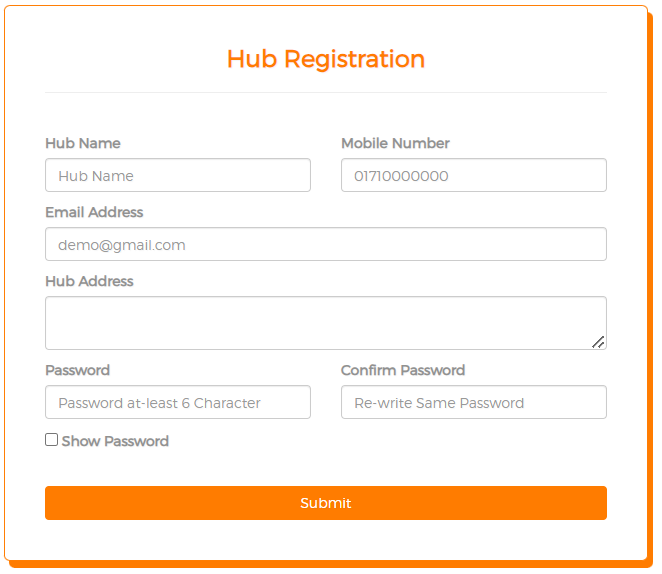 Hub Registration
Hub Name
Mobile Number
Hub Name
01710000000
Email Address
demo@gmail.com
Hub Address
Password
Confirm Password
Password at-least 6 Character
Re-write Same Password
Show Password
Submit